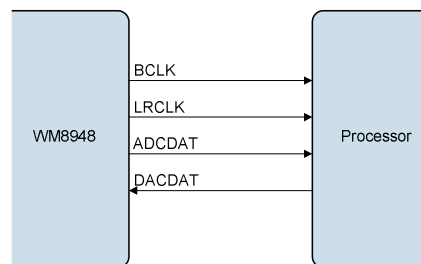 BCLK
LRCLK
WM8948
ADCDAT
Processor
DACDAT